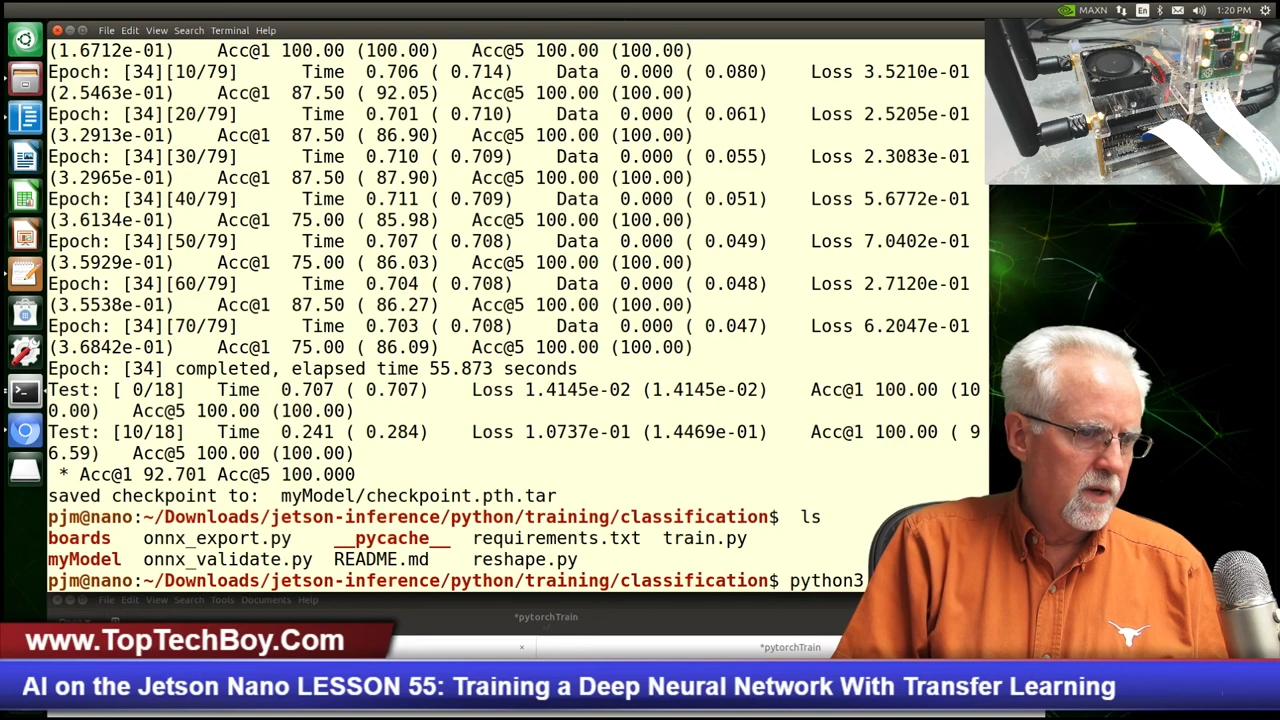 MAXN En 1:20 PM
File Edit View Search Terminal Help
(1.6712e-01) Acc@1 100.00 (100.00) Acc@5 100.00 (100.00)
Epoch: [34][10/79] Time 0.706 ( 0.714) Data 0.000 ( 0.080) Loss 3.5210e-01
(2.5463e-01) Acc@1 87.50 ( 92.05) Acc@5 100.00 (100.00)
Epoch: [34][20/79] Time 0.701 ( 0.710) Data 0.000 ( 0.061) Loss 2.5205e-01
(3.2913e-01) Acc@1 87.50 ( 86.90) Acc@5 100.00 (100.00)
Epoch: [34][30/79] Time 0.710 ( 0.709) Data 0.000 ( 0.055) Loss 2.3083e-01
(3.2965e-01) Acc@1 87.50 ( 87.90) Acc@5 100.00 (100.00)
Epoch: [34][40/79] Time 0.711 ( 0.709) Data 0.000 ( 0.051) Loss 5.6772e-01
(3.6134e-01) Acc@1 75.00 ( 85.98) Acc@5 100.00 (100.00)
Epoch: [34][50/79] Time 0.707 ( 0.708) Data 0.000 ( 0.049) Loss 7.0402e-01
(3.5929e-01) Acc@1 75.00 ( 86.03) Acc@5 100.00 (100.00)
Epoch: [34][60/79] Time 0.704 ( 0.708) Data 0.000 ( 0.048) Loss 2.7120e-01
(3.5538e-01) Acc@1 87.50 ( 86.27) Acc@5 100.00 (100.00)
Epoch: [34][70/79] Time 0.703 ( 0.708) Data 0.000 ( 0.047) Loss 6.2047e-01
(3.6842e-01) Acc@1 75.00 ( 86.09) Acc@5 100.00 (100.00)
Epoch: [34] completed, elapsed time 55.873 seconds
Test: [ 0/18] Time 0.707 ( 0.707) Loss 1.4145e-02 (1.4145e-02) Acc@1 100.00 (10
0.00) Acc@5 100.00 (100.00)
Test: [10/18] Time 0.241 ( 0.284) Loss 1.0737e-01 (1.4469e-01) Acc@1 100.00 ( 9
6.59) Acc@5 100.00 (100.00)
* Acc@1 92.701 Acc@5 100.000
saved checkpoint to: myModel/checkpoint.pth.tar
pjm@nano:~/Downloads/jetson-inference/python/training/classification$ ls
boards onnx_export.py __pycache__ requirements.txt train.py
myModel onnx_validate.py README.md reshape.py
pjm@nano:~/Downloads/jetson-inference/python/training/classification$ python3
File Edit View Search Tools Documents Help
*pytorchTrain
*pytorchTrain
www.TopTechBoy.Com
AI on the Jetson Nano LESSON 55: Training a Deep Neural Network With Transfer Learning